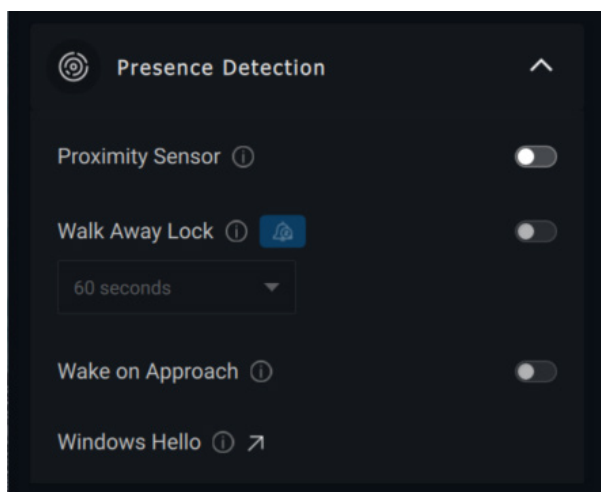 Presence Detection
Proximity Sensor
Walk Away Lock
60 seconds
Wake on Approach
Windows Hello